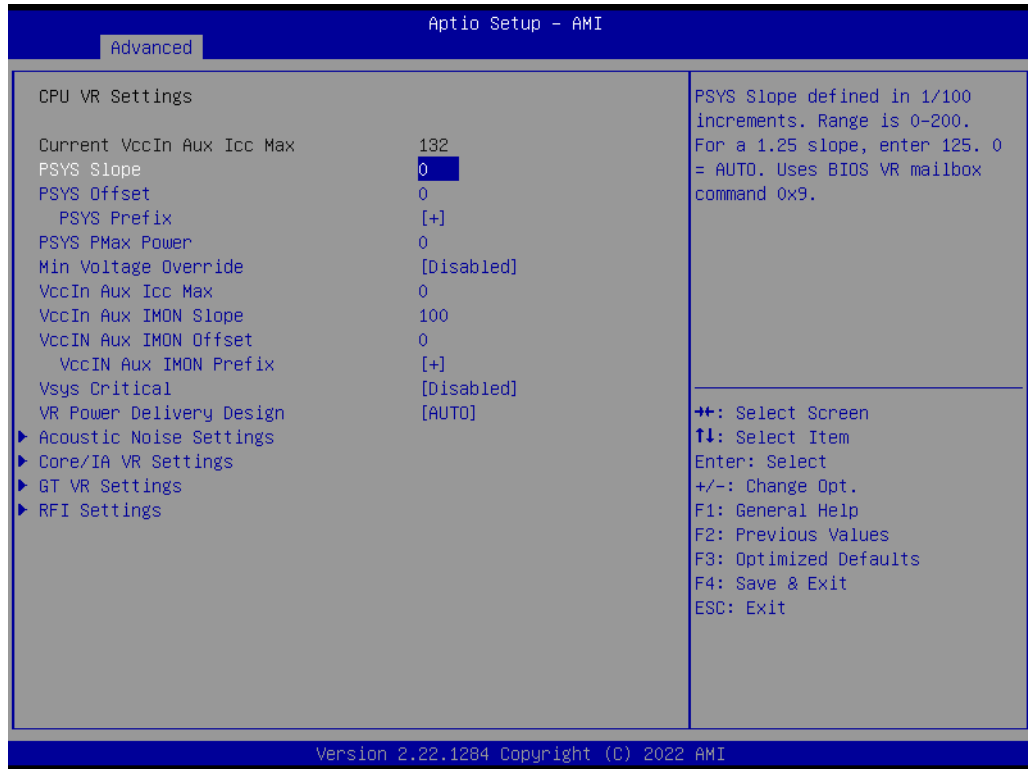 Aptio Setup – AMI
Advanced
CPU VR Settings
Current VccIn Aux Icc Max 132
PSYS Slope 0
PSYS Offset 0
PSYS Prefix [+]
PSYS PMax Power 0
Min Voltage Override [Disabled]
VccIn Aux Icc Max 0
VccIn Aux IMON Slope 100
VccIN Aux IMON Offset 0
VccIN Aux IMON Prefix [+]
Vsys Critical [Disabled]
VR Power Delivery Design [AUTO]
Acoustic Noise Settings
Core/IA VR Settings
GT VR Settings
RFI Settings
PSYS Slope defined in 1/100
increments. Range is 0-200.
For a 1.25 slope, enter 125. 0
= AUTO. Uses BIOS VR mailbox
command 0x9.
→←: Select Screen
↑↓: Select Item
Enter: Select
+/-: Change Opt.
F1: General Help
F2: Previous Values
F3: Optimized Defaults
F4: Save & Exit
ESC: Exit
Version 2.22.1284 Copyright (C) 2022 AMI